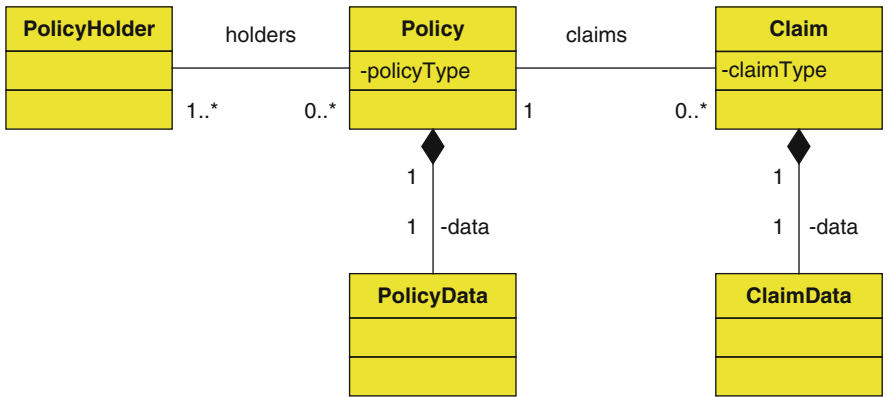 PolicyHolder
holders
Policy
claims
Claim
-policyType
-claimType
1..*
0..*
1
0..*
1
1
1
-data
1
-data
PolicyData
ClaimData